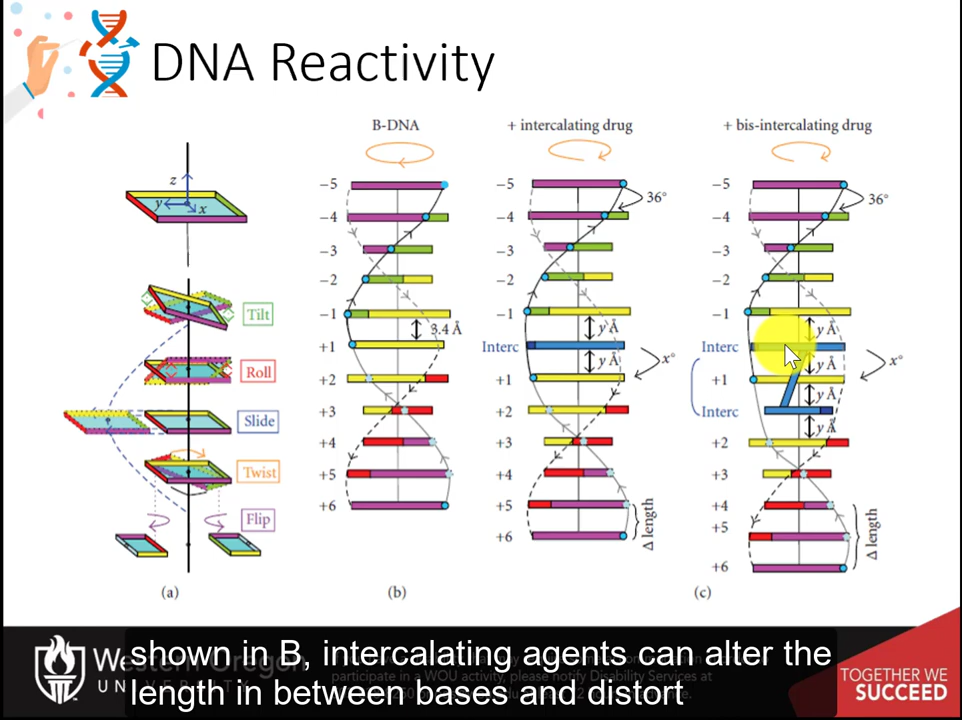 DNA Reactivity
B-DNA
+ intercalating drug
+ bis-intercalating drug
z
y
x
Tilt
Roll
Slide
Twist
Flip
(a)
−5
−4
−3
−2
−1
+1
+2
+3
+4
+5
+6
3.4 Å
(b)
−5
−4
−3
−2
−1
Interc
+1
+2
+3
+4
+5
+6
36°
y Å
y Å
x°
Δ length
−5
−4
−3
−2
−1
Interc
+1
Interc
+2
+3
+4
+5
+6
36°
y Å
y Å
y Å
y Å
x°
Δ length
(c)
shown in B, intercalating agents can alter the
length in between bases and distort
participate in a WOU activity, please notify Disability Services at
TOGETHER WE
SUCCEED